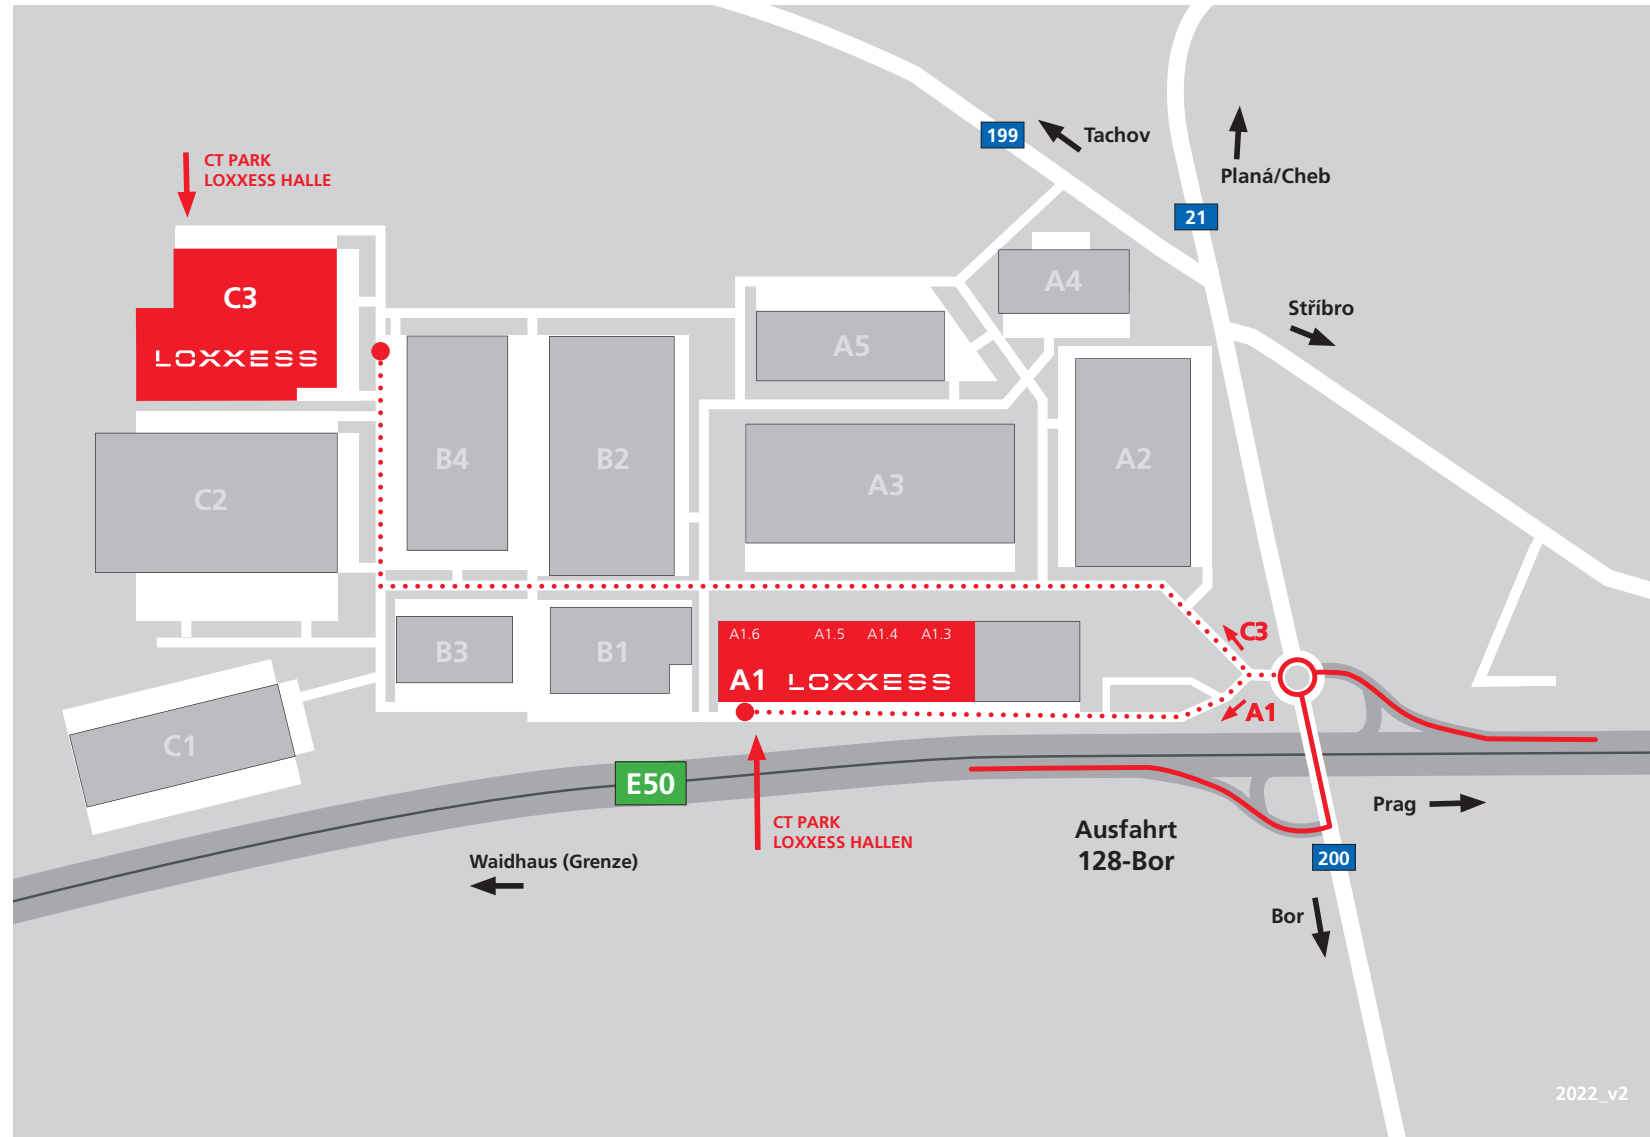 199
Tachov
Planá/Cheb
21
CT PARK
LOXXESS HALLE
C3
LOXXESS
A4
Stříbro
A5
B4
B2
A3
A2
C2
A1.6
A1.5
A1.4
A1.3
C3
B3
B1
A1
LOXXESS
A1
C1
E50
CT PARK
LOXXESS HALLEN
Prag
Ausfahrt
128-Bor
200
Waidhaus (Grenze)
Bor
2022_v2